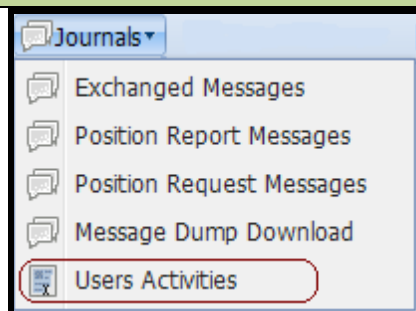 Journals
Exchanged Messages
Position Report Messages
Position Request Messages
Message Dump Download
Users Activities